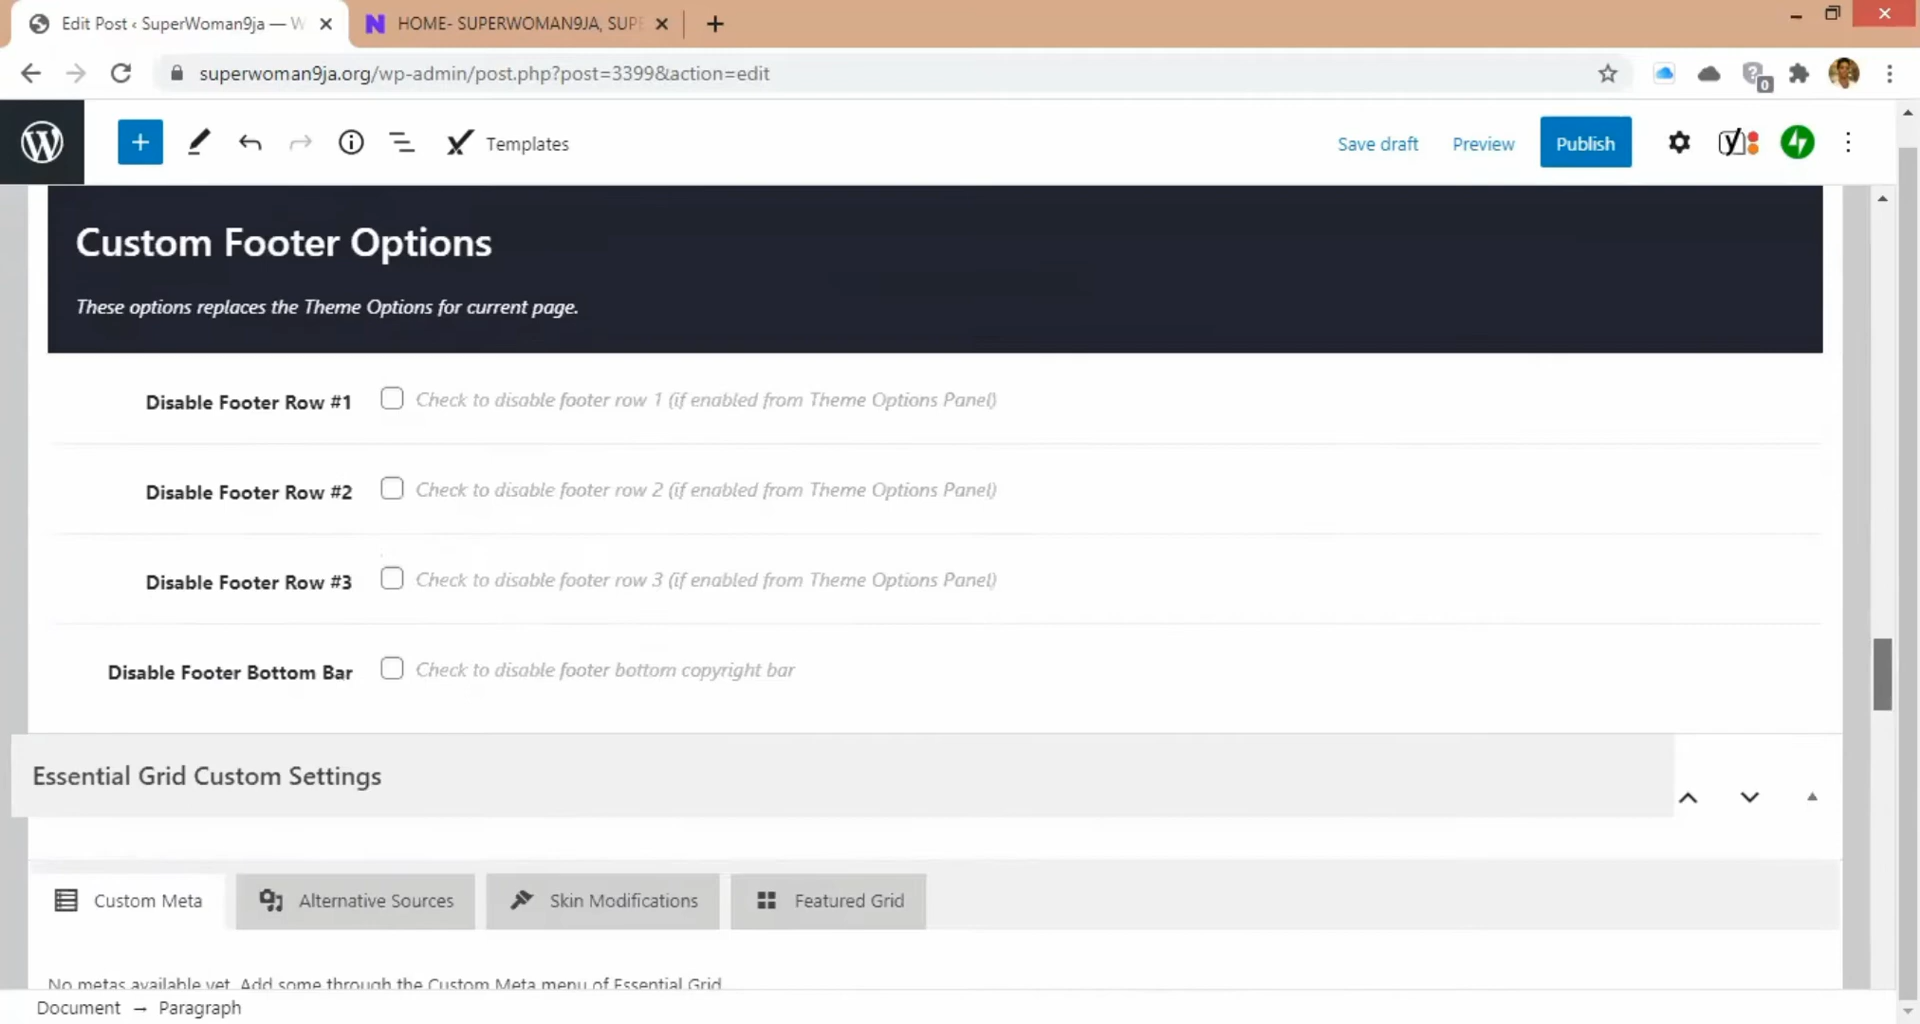 Edit Post ‹ SuperWoman9ja — W
HOME- SUPERWOMAN9JA, SUPE
superwoman9ja.org/wp-admin/post.php?post=3399&action=edit
0
Templates
Save draft
Preview
Publish
Custom Footer Options
These options replaces the Theme Options for current page.
Disable Footer Row #1
Check to disable footer row 1 (if enabled from Theme Options Panel)
Disable Footer Row #2
Check to disable footer row 2 (if enabled from Theme Options Panel)
Disable Footer Row #3
Check to disable footer row 3 (if enabled from Theme Options Panel)
Disable Footer Bottom Bar
Check to disable footer bottom copyright bar
Essential Grid Custom Settings
Custom Meta
Alternative Sources
Skin Modifications
Featured Grid
No metas available yet. Add some through the Custom Meta menu of Essential Grid
Document → Paragraph